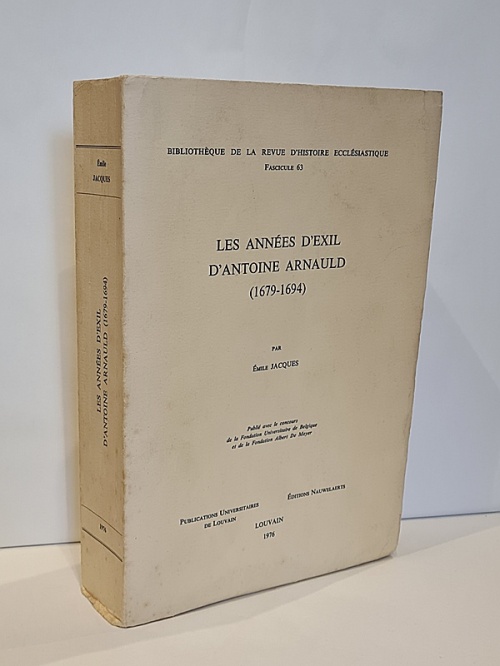 BIBLIOTHÈQUE DE LA REVUE D'HISTOIRE ECCLÉSIASTIQUE
FASCICULE 63
LES ANNÉES D'EXIL
D'ANTOINE ARNAULD
(1679-1694)
PAR
ÉMILE JACQUES
Publié avec le concours
de la Fondation Universitaire de Belgique
et de la Fondation Albert De Meyer
PUBLICATIONS UNIVERSITAIRES
DE LOUVAIN
ÉDITIONS NAUWELAERTS
LOUVAIN
1976
Émile
JACQUES
LES ANNÉES D'EXIL
D'ANTOINE ARNAULD (1679-1694)
1976